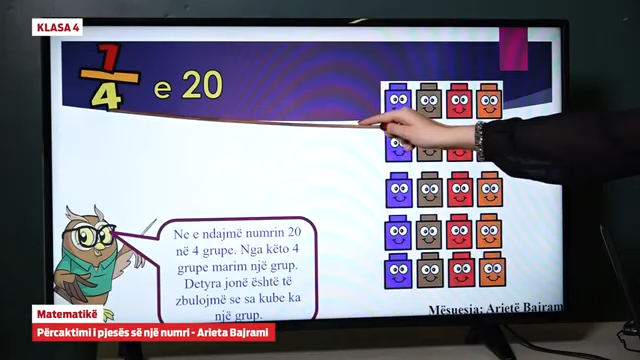 KLASA 4
1
4
e 20
Ne e ndajmë numrin 20
në 4 grupe. Nga këto 4
grupe marim një grup.
Detyra jonë është të
zbulojmë se sa kube ka
një grup.
Mësuesja: Arietë Bajram
Matematikë
Përcaktimi i pjesës së një numri - Arieta Bajrami